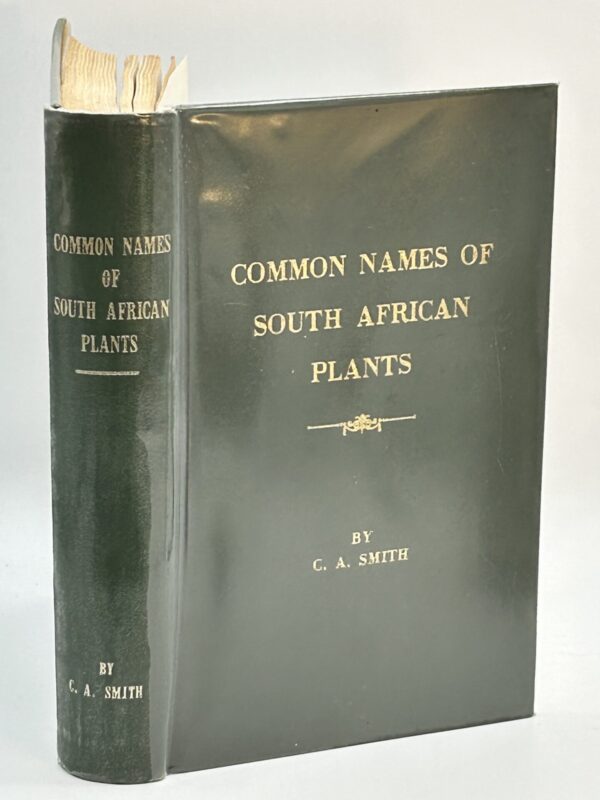 COMMON NAMES
OF
SOUTH AFRICAN
PLANTS
BY
C. A. SMITH
COMMON NAMES OF
SOUTH AFRICAN
PLANTS
BY
C. A. SMITH